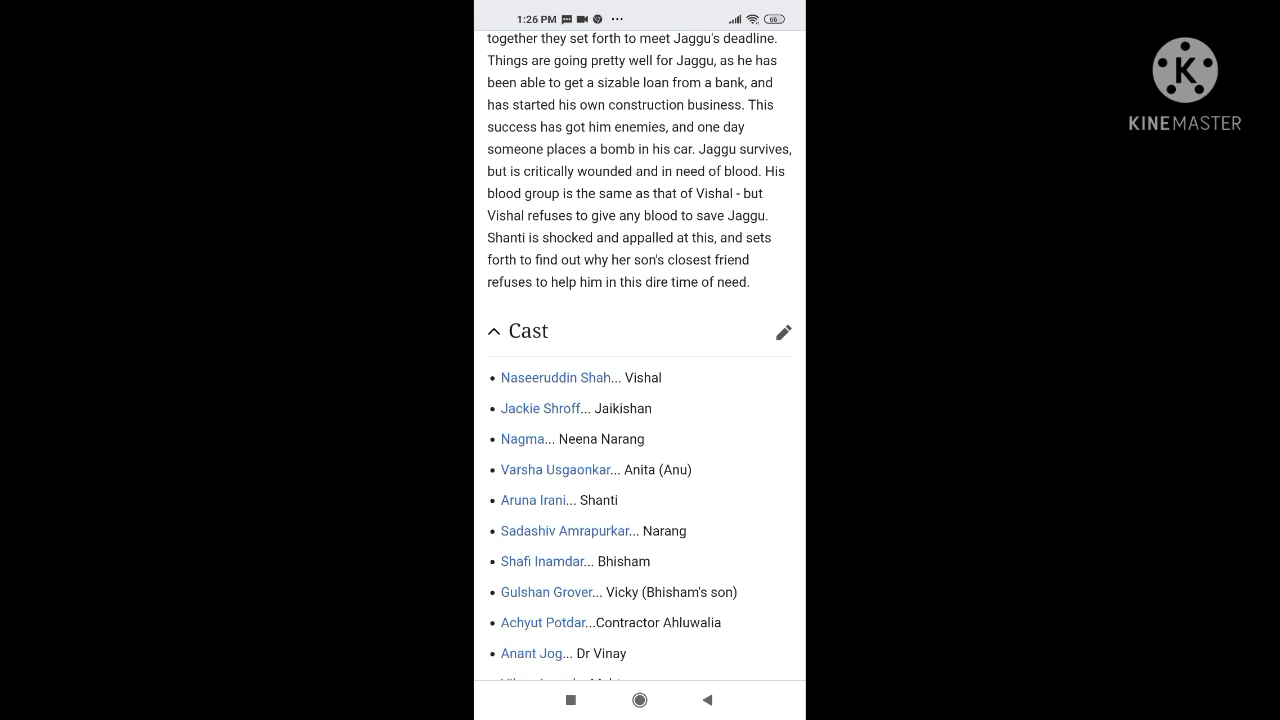 1:26 PM
66
together they set forth to meet Jaggu's deadline.
Things are going pretty well for Jaggu, as he has
been able to get a sizable loan from a bank, and
has started his own construction business. This
success has got him enemies, and one day
someone places a bomb in his car. Jaggu survives,
but is critically wounded and in need of blood. His
blood group is the same as that of Vishal - but
Vishal refuses to give any blood to save Jaggu.
Shanti is shocked and appalled at this, and sets
forth to find out why her son's closest friend
refuses to help him in this dire time of need.
Cast
• Naseeruddin Shah... Vishal
• Jackie Shroff... Jaikishan
• Nagma... Neena Narang
• Varsha Usgaonkar... Anita (Anu)
• Aruna Irani... Shanti
• Sadashiv Amrapurkar... Narang
• Shafi Inamdar... Bhisham
• Gulshan Grover... Vicky (Bhisham's son)
• Achyut Potdar...Contractor Ahluwalia
• Anant Jog... Dr Vinay
K
KINEMASTER